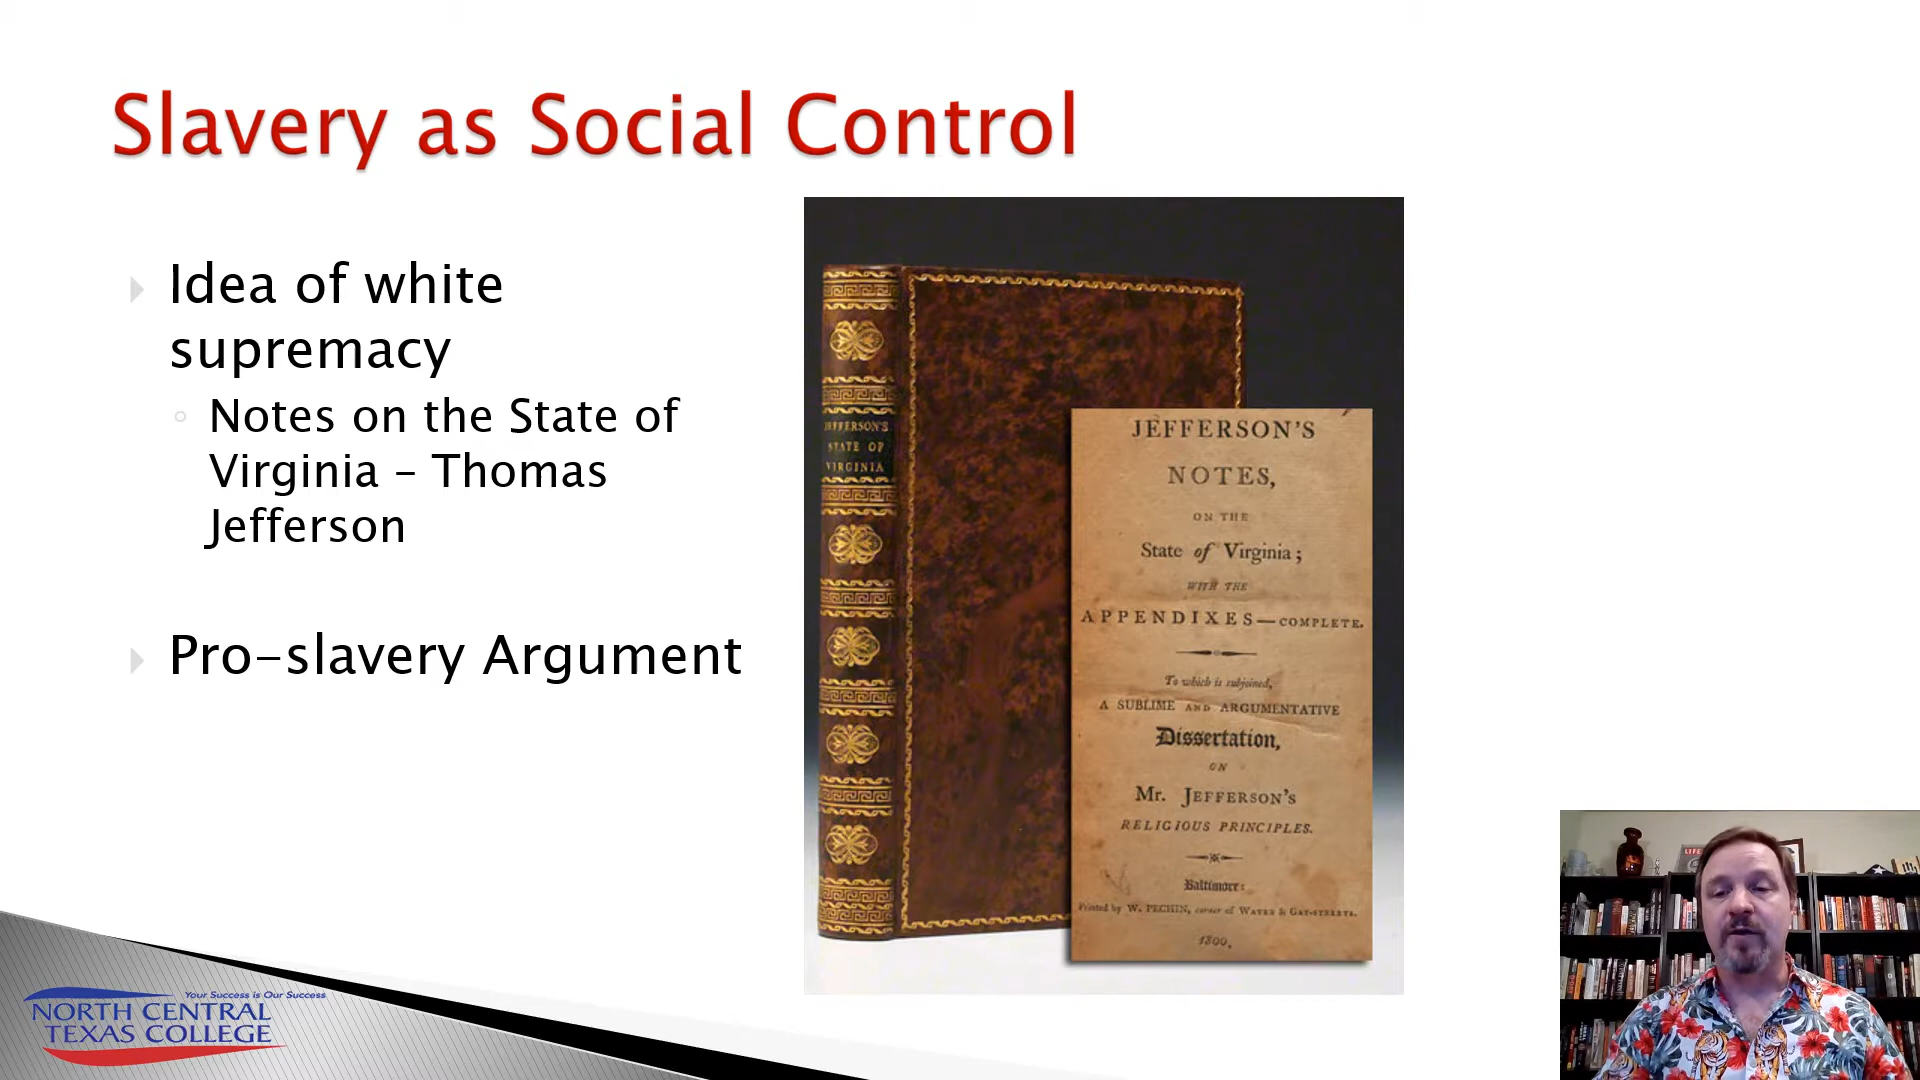 Slavery as Social Control
Idea of white
supremacy
Notes on the State of
Virginia – Thomas
Jefferson
Pro-slavery Argument
JEFFERSON'S
STATE OF
VIRGINIA
JEFFERSON'S
NOTES,
ON THE
State of Virginia;
WITH THE
APPENDIXES—COMPLETE.
To which is subjoined,
A SUBLIME AND ARGUMENTATIVE
Dissertation,
ON
Mr. JEFFERSON'S
RELIGIOUS PRINCIPLES.
Baltimore:
Printed by W. PECHIN, corner of WATER & GAY-STREETS.
1800.
Your Success is Our Success
NORTH CENTRAL
TEXAS COLLEGE
LIFE